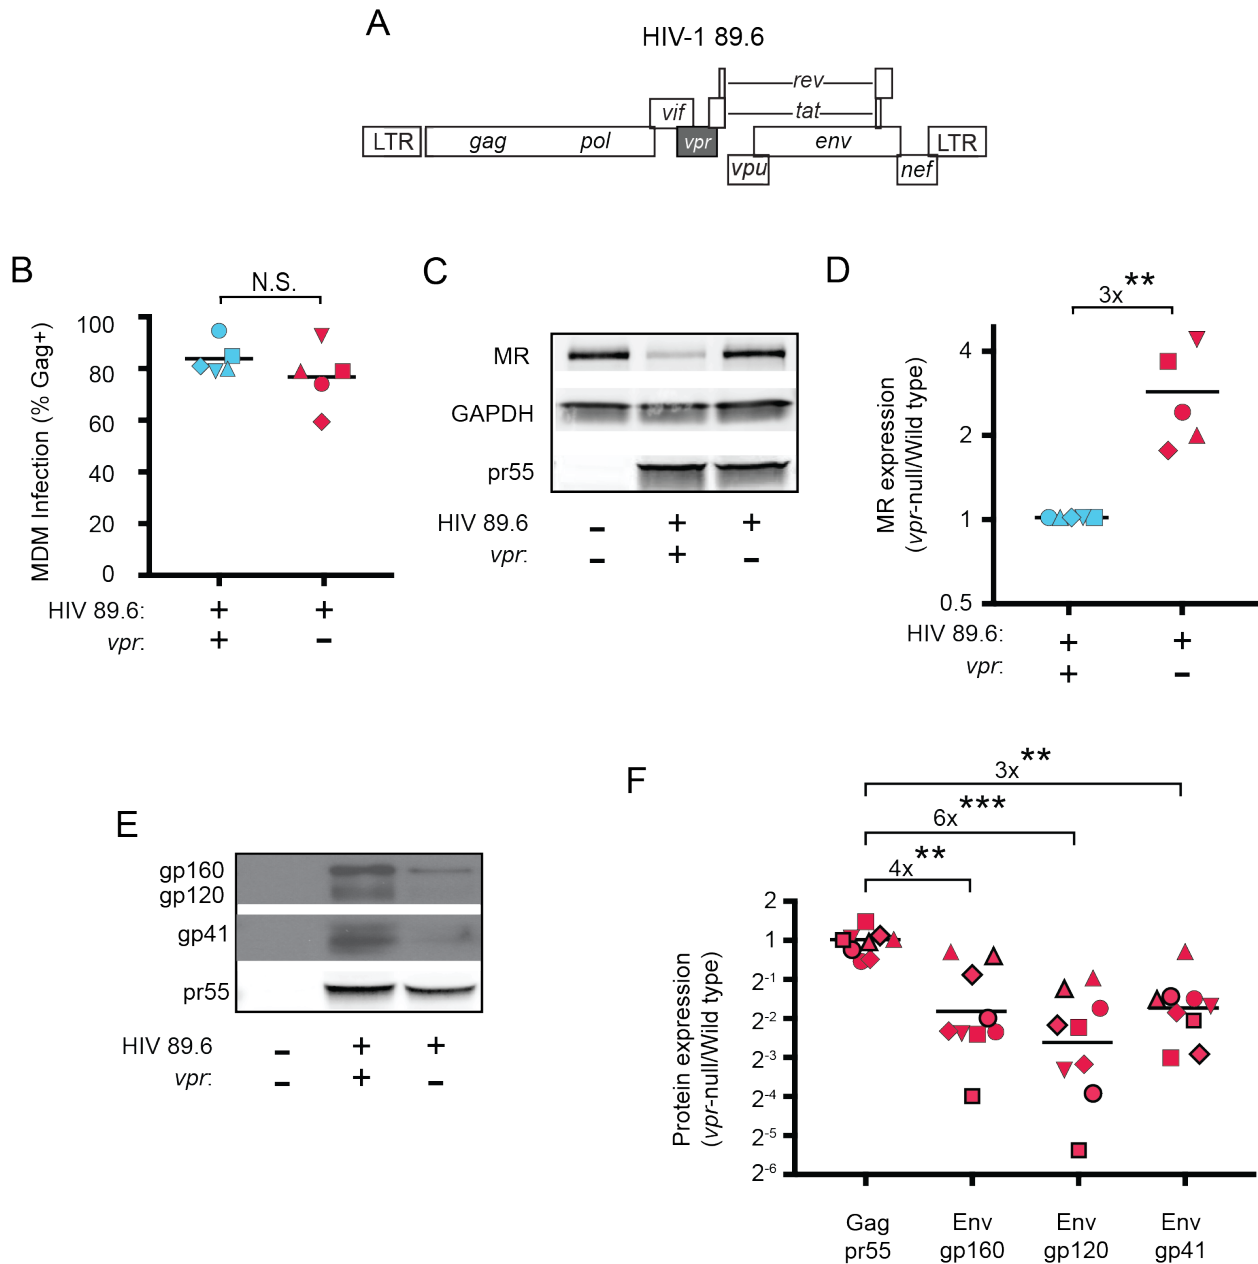 A
HIV-1 89.6
rev
vif
tat
LTR
gag
pol
vpr
env
LTR
vpu
nef
B
N.S.
MDM Infection (% Gag+)
100
80
60
40
20
0
HIV 89.6: + +
vpr: + –
C
MR
GAPDH
pr55
HIV 89.6 – + +
vpr: – + –
D
3x**
MR expression
(vpr-null/Wild type)
4
2
1
0.5
HIV 89.6: + +
vpr: + –
E
gp160
gp120
gp41
pr55
HIV 89.6 – + +
vpr: – + –
F
3x**
6x***
4x**
Protein expression
(vpr-null/Wild type)
2
1
2-1
2-2
2-3
2-4
2-5
2-6
Gag Env Env Env
pr55 gp160 gp120 gp41